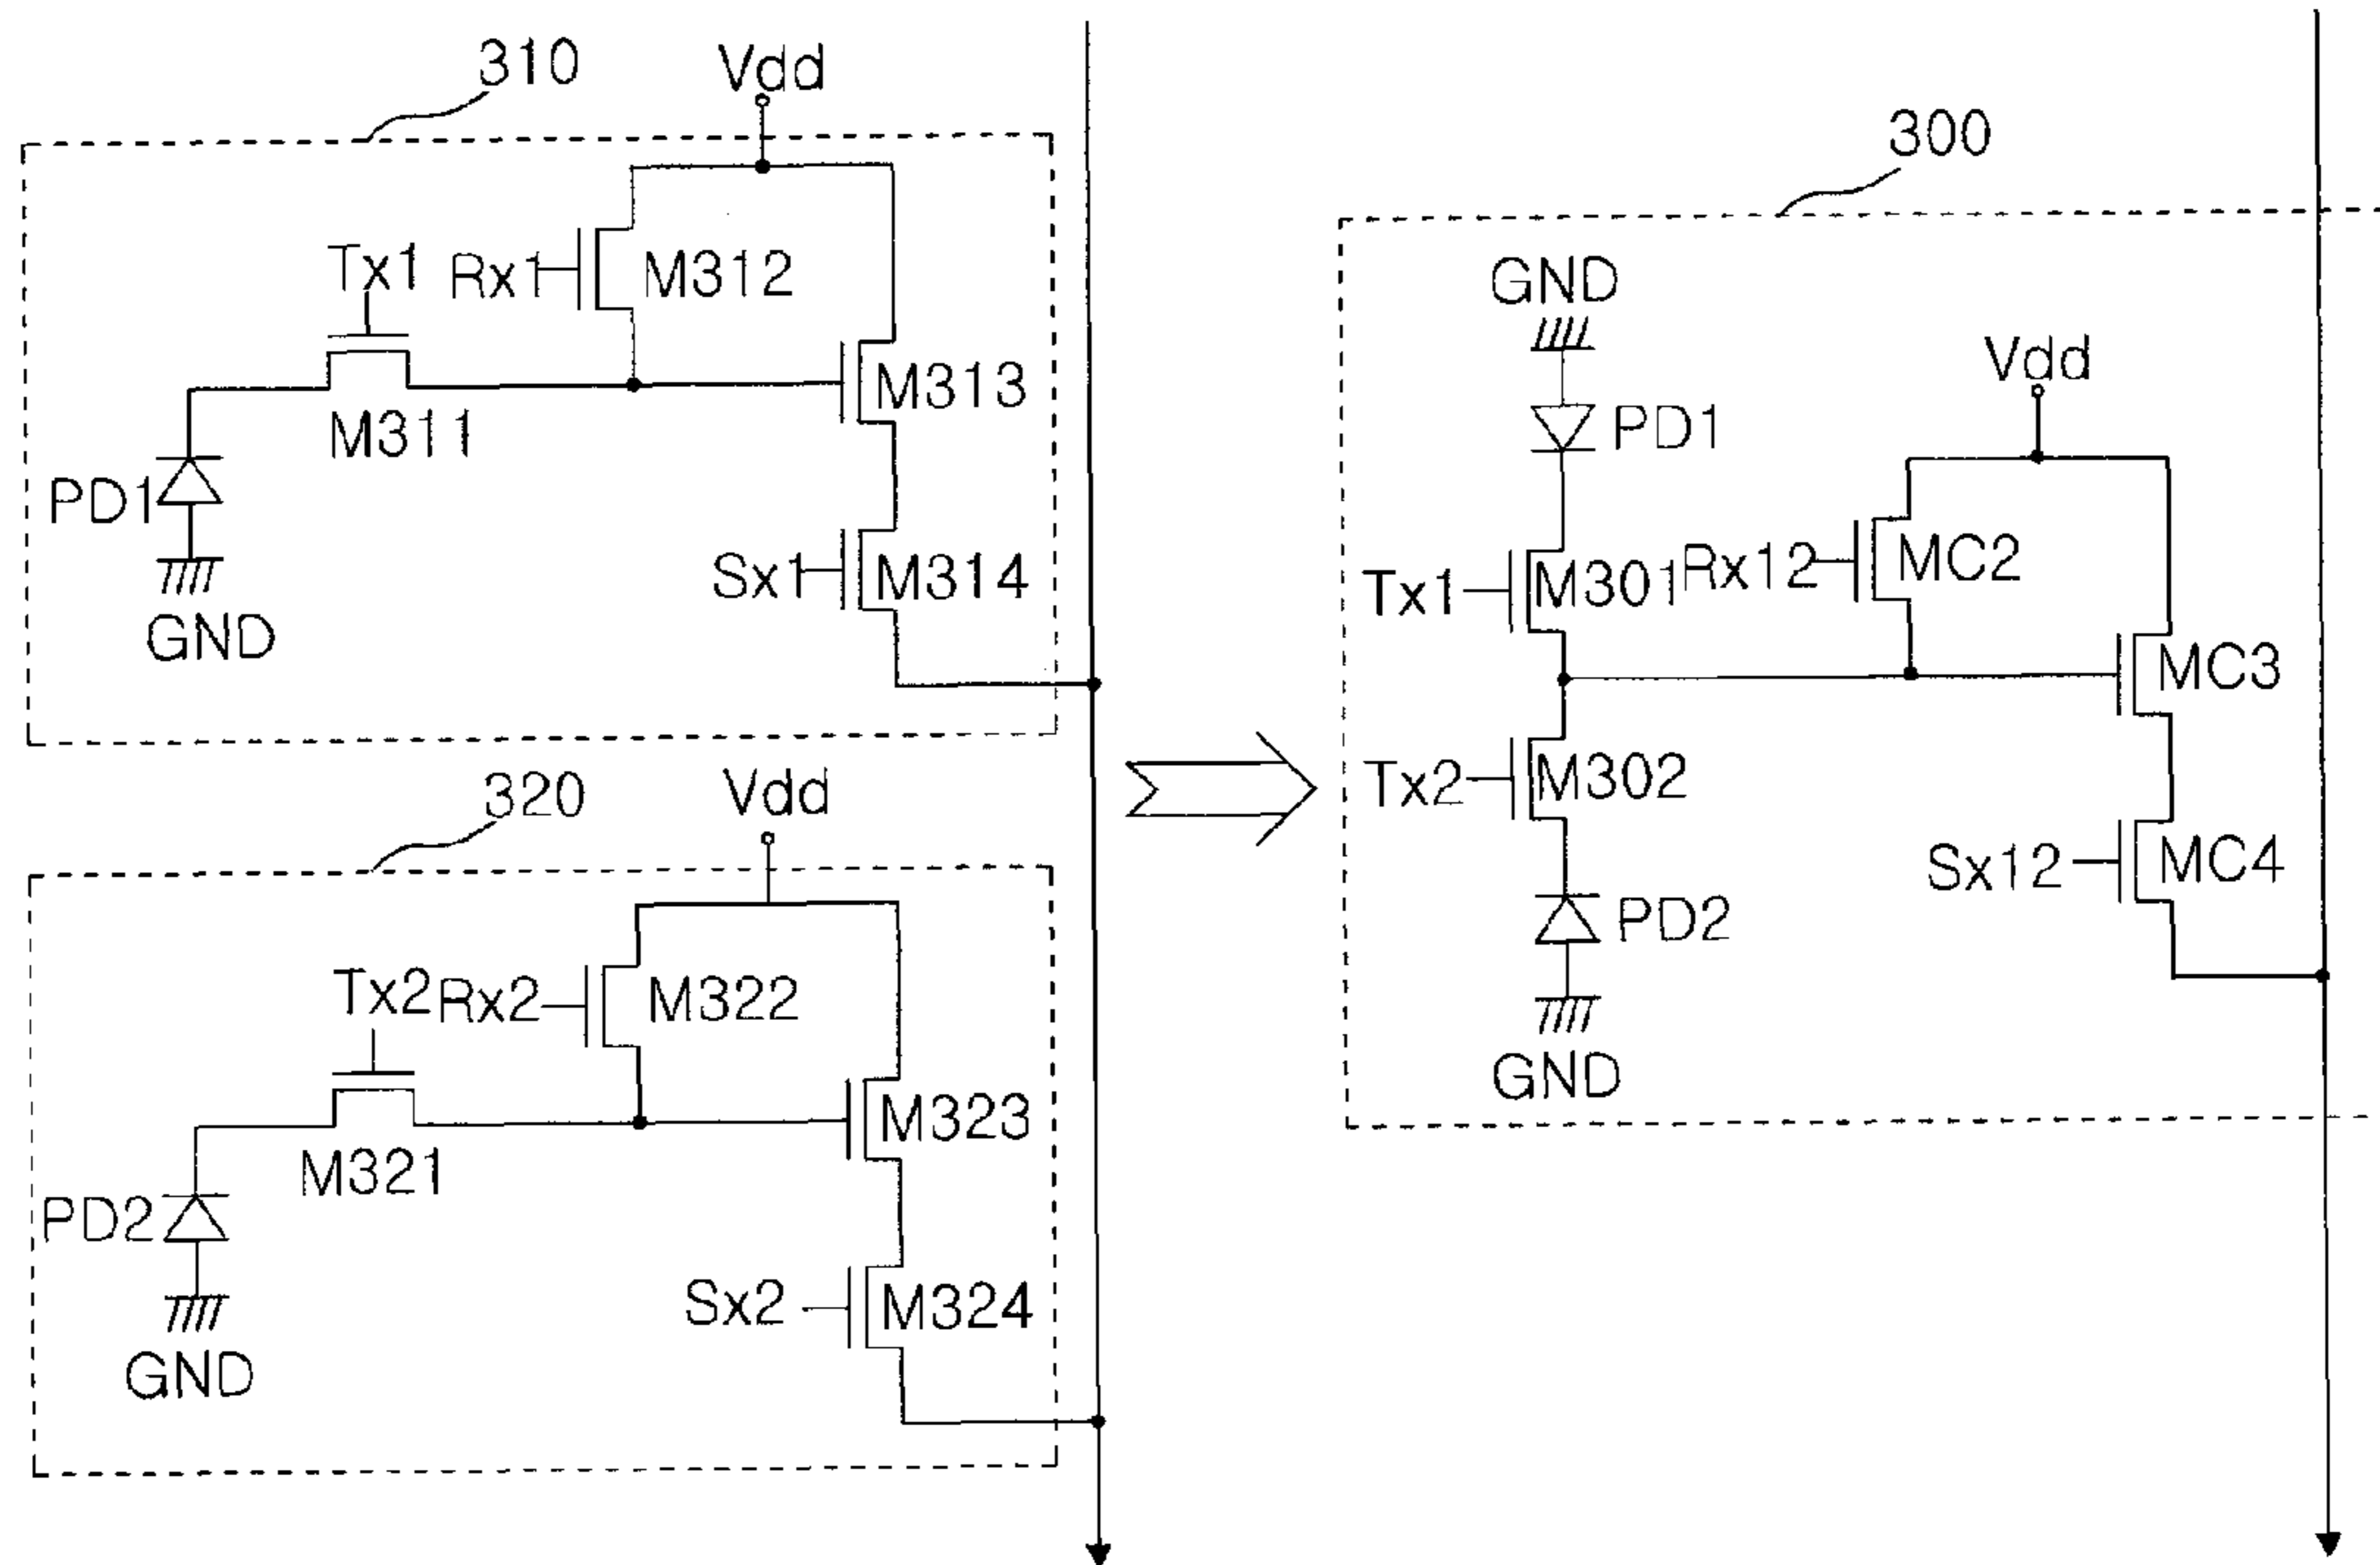 310
Vdd
Tx1
Rx1
M312
M313
M311
PD1
Sx1
M314
GND
320
Vdd
Tx2
Rx2
M322
M323
M321
PD2
Sx2
M324
GND
300
GND
PD1
Vdd
Tx1
M301
Rx12
MC2
MC3
Tx2
M302
Sx12
MC4
PD2
GND